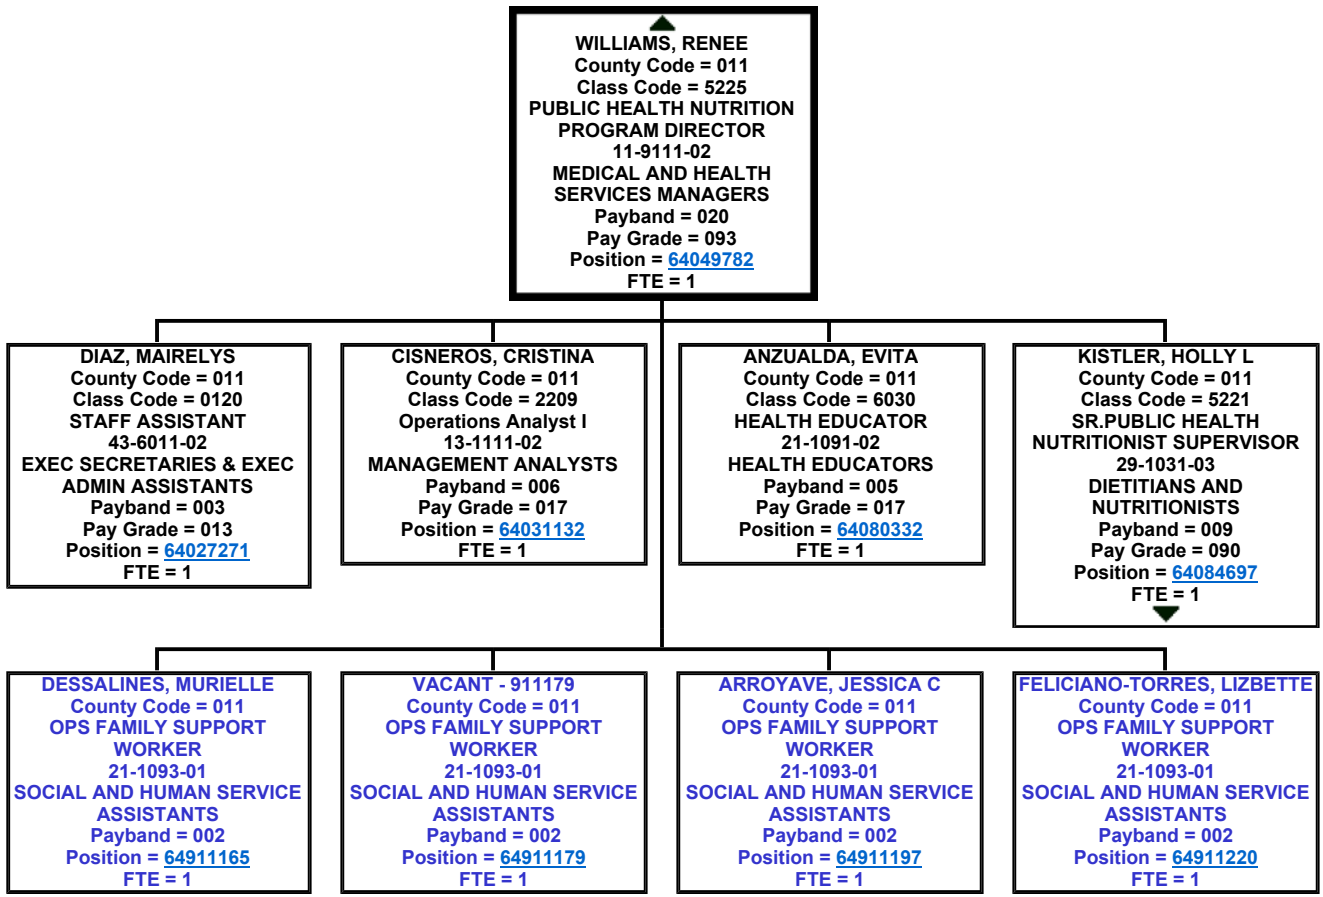 WILLIAMS, RENEE
County Code = 011
Class Code = 5225
PUBLIC HEALTH NUTRITION
PROGRAM DIRECTOR
11-9111-02
MEDICAL AND HEALTH
SERVICES MANAGERS
Payband = 020
Pay Grade = 093
Position = 64049782
FTE = 1
DIAZ, MAIRELYS
County Code = 011
Class Code = 0120
STAFF ASSISTANT
43-6011-02
EXEC SECRETARIES & EXEC
ADMIN ASSISTANTS
Payband = 003
Pay Grade = 013
Position = 64027271
FTE = 1
CISNEROS, CRISTINA
County Code = 011
Class Code = 2209
Operations Analyst I
13-1111-02
MANAGEMENT ANALYSTS
Payband = 006
Pay Grade = 017
Position = 64031132
FTE = 1
ANZUALDA, EVITA
County Code = 011
Class Code = 6030
HEALTH EDUCATOR
21-1091-02
HEALTH EDUCATORS
Payband = 005
Pay Grade = 017
Position = 64080332
FTE = 1
KISTLER, HOLLY L
County Code = 011
Class Code = 5221
SR.PUBLIC HEALTH
NUTRITIONIST SUPERVISOR
29-1031-03
DIETITIANS AND
NUTRITIONISTS
Payband = 009
Pay Grade = 090
Position = 64084697
FTE = 1
DESSALINES, MURIELLE
County Code = 011
OPS FAMILY SUPPORT
WORKER
21-1093-01
SOCIAL AND HUMAN SERVICE
ASSISTANTS
Payband = 002
Position = 64911165
FTE = 1
VACANT - 911179
County Code = 011
OPS FAMILY SUPPORT
WORKER
21-1093-01
SOCIAL AND HUMAN SERVICE
ASSISTANTS
Payband = 002
Position = 64911179
FTE = 1
ARROYAVE, JESSICA C
County Code = 011
OPS FAMILY SUPPORT
WORKER
21-1093-01
SOCIAL AND HUMAN SERVICE
ASSISTANTS
Payband = 002
Position = 64911197
FTE = 1
FELICIANO-TORRES, LIZBETTE
County Code = 011
OPS FAMILY SUPPORT
WORKER
21-1093-01
SOCIAL AND HUMAN SERVICE
ASSISTANTS
Payband = 002
Position = 64911220
FTE = 1